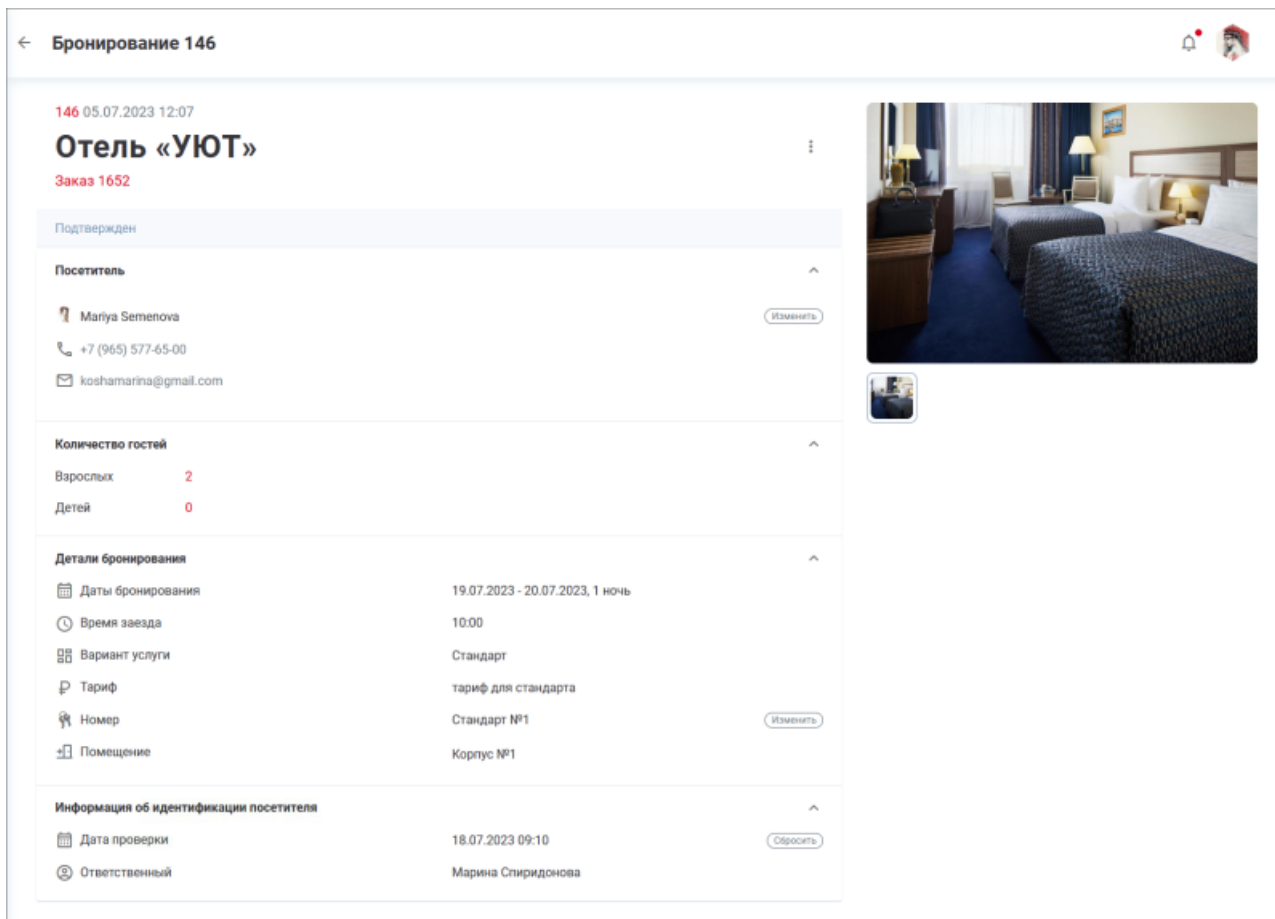 Бронирование 146
146 05.07.2023 12:07
Отель «УЮТ»
Заказ 1652
Подтвержден
Посетитель
Mariya Semenova Изменить
+7 (965) 577-65-00
koshamarina@gmail.com
Количество гостей
Взрослых 2
Детей 0
Детали бронирования
Даты бронирования 19.07.2023 - 20.07.2023, 1 ночь
Время заезда 10:00
Вариант услуги Стандарт
Тариф тариф для стандарта
Номер Стандарт №1 Изменить
Помещение Корпус №1
Информация об идентификации посетителя
Дата проверки 18.07.2023 09:10 Сбросить
Ответственный Марина Спиридонова